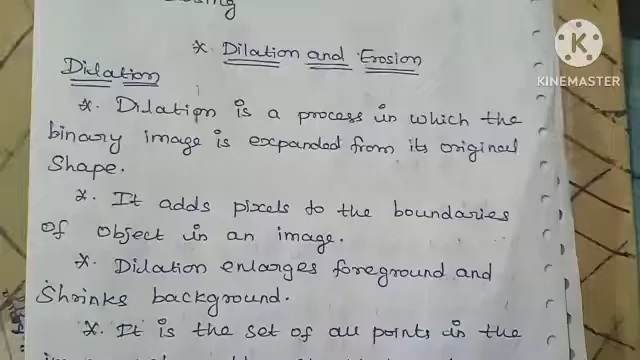 * Dilation and Erosion
KINEMASTER
Dilation
*. Dilation is a process in which the
binary image is expanded from its original
Shape.
*. It adds pixels to the boundaries
of object in an image.
*. Dilation enlarges foreground and
Shrinks background.
*. It is the set of all points in the